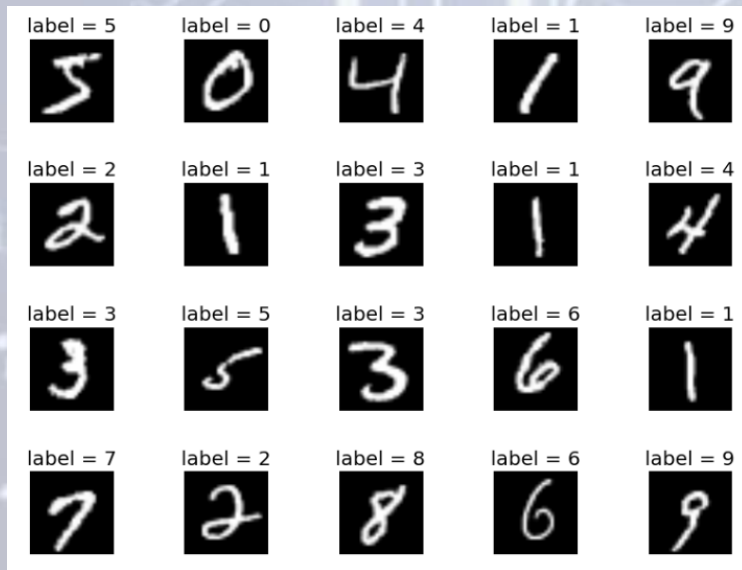 label = 5 label = 0 label = 4 label = 1 label = 9
5 0 4 1 9
label = 2 label = 1 label = 3 label = 1 label = 4
2 1 3 1 4
label = 3 label = 5 label = 3 label = 6 label = 1
3 5 3 6 1
label = 7 label = 2 label = 8 label = 6 label = 9
7 2 8 6 9